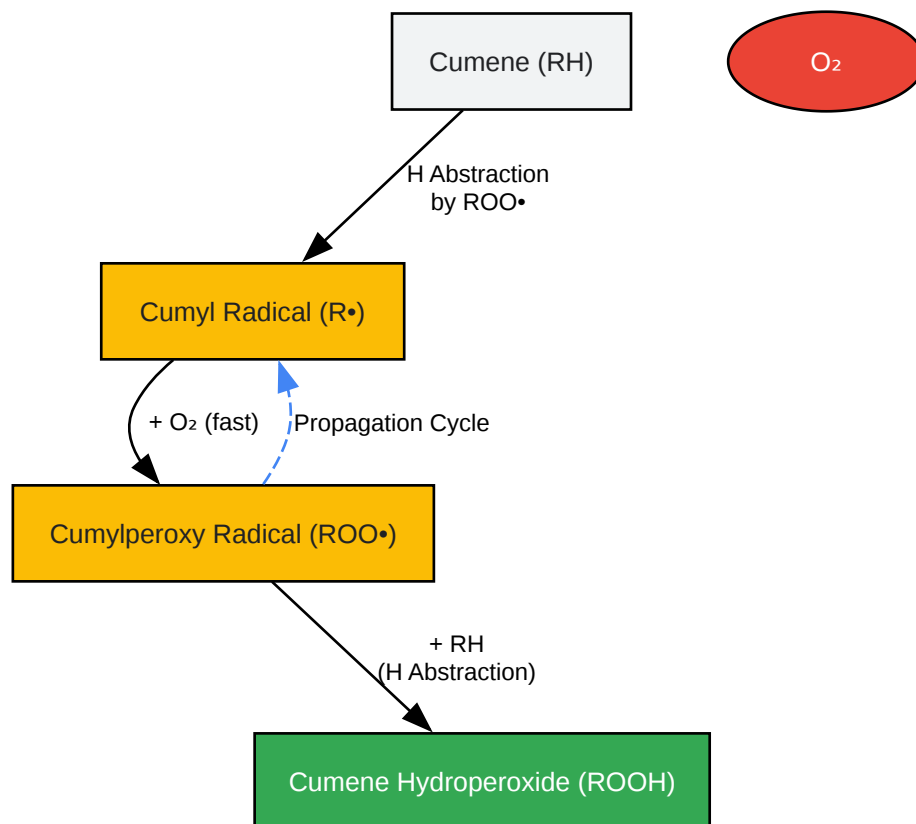 Cumene (RH)
O₂
H Abstraction
by ROO•
Cumyl Radical (R•)
+ O₂ (fast)
Propagation Cycle
Cumylperoxy Radical (ROO•)
+ RH
(H Abstraction)
Cumene Hydroperoxide (ROOH)